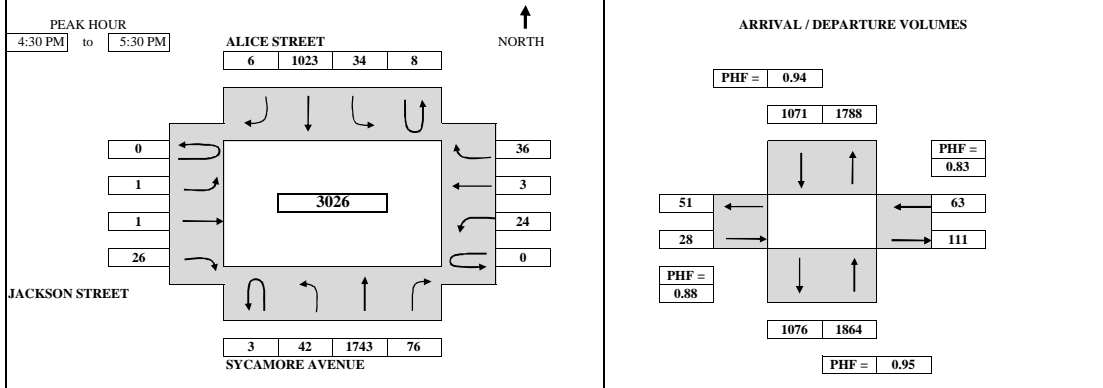 PEAK HOUR
4:30 PM to 5:30 PM
NORTH
ALICE STREET
6 1023 34 8
0
1
1
26
3026
36
3
24
0
JACKSON STREET
3 42 1743 76
SYCAMORE AVENUE
ARRIVAL / DEPARTURE VOLUMES
PHF = 0.94
1071 1788
PHF =
0.83
51
28
63
111
PHF =
0.88
1076 1864
PHF = 0.95